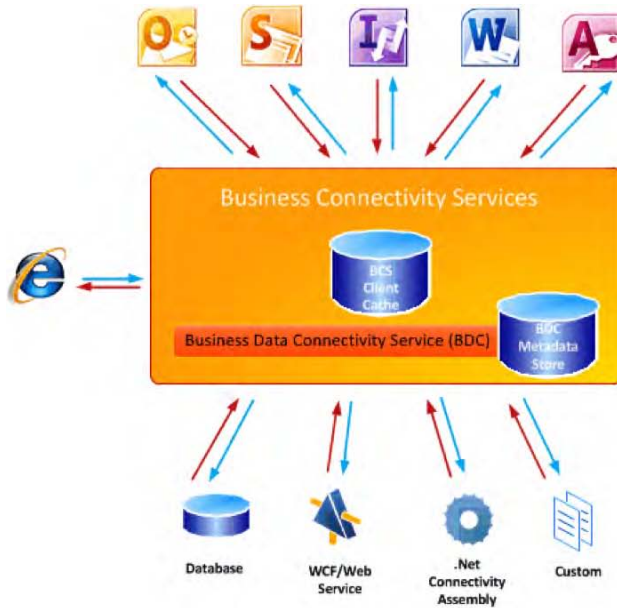 O S I W A
Business Connectivity Services
BCS
Client
Cache
Business Data Connectivity Service (BDC)
BDC
Metadata
Store
Database
WCF/Web
Service
.Net
Connectivity
Assembly
Custom